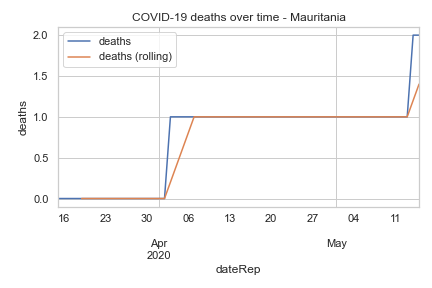 COVID-19 deaths over time - Mauritania
deaths
deaths (rolling)
2.0
1.5
1.0
0.5
0.0
deaths
16 23 30 06 13 20 27 04 11
Apr May
2020
dateRep